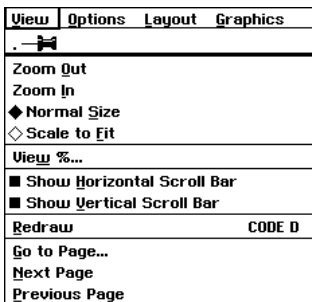 View Options Layout Graphics
Zoom Out
Zoom In
Normal Size
Scale to Fit
View %...
Show Horizontal Scroll Bar
Show Vertical Scroll Bar
Redraw CODE D
Go to Page...
Next Page
Previous Page